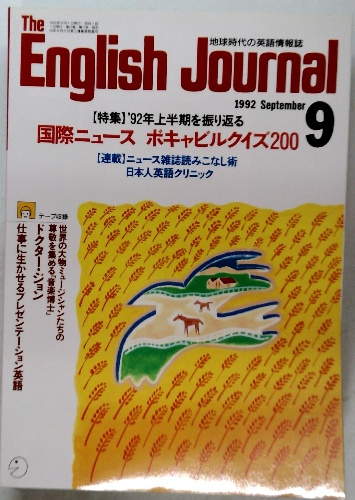 The
English Journal
地球時代の英語情報誌
1992 September
9
【特集】'92年上半期を振り返る
国際ニュース ボキャビルクイズ200
[連載]ニュース雑誌読みこなし術
日本人英語クリニック
テープ収録
世界の大物ミュージシャンたちの
尊敬を集める「音楽博士」
ドクター・ジョン
仕事に生かせるプレゼンテーション英語